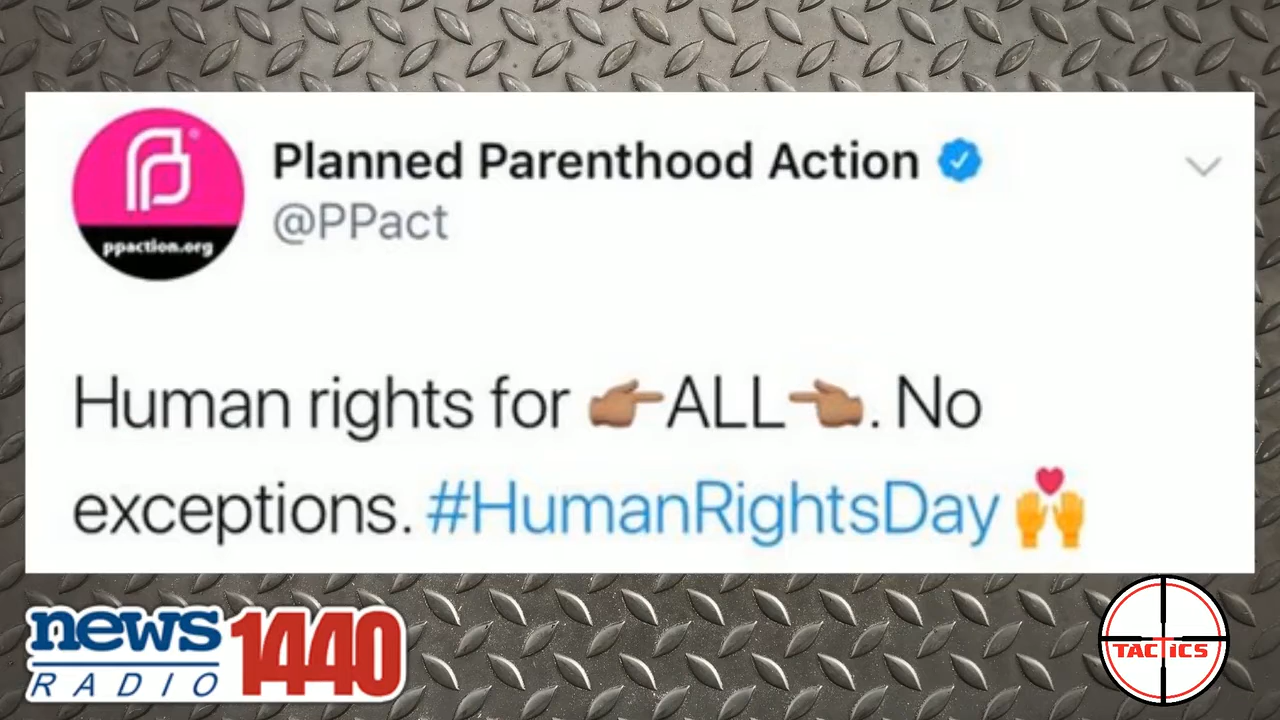 Planned Parenthood Action
@PPact
ppaction.org
Human rights for 👉🏽ALL👈🏽. No
exceptions. #HumanRightsDay
news 1440
RADIO
TACTICS